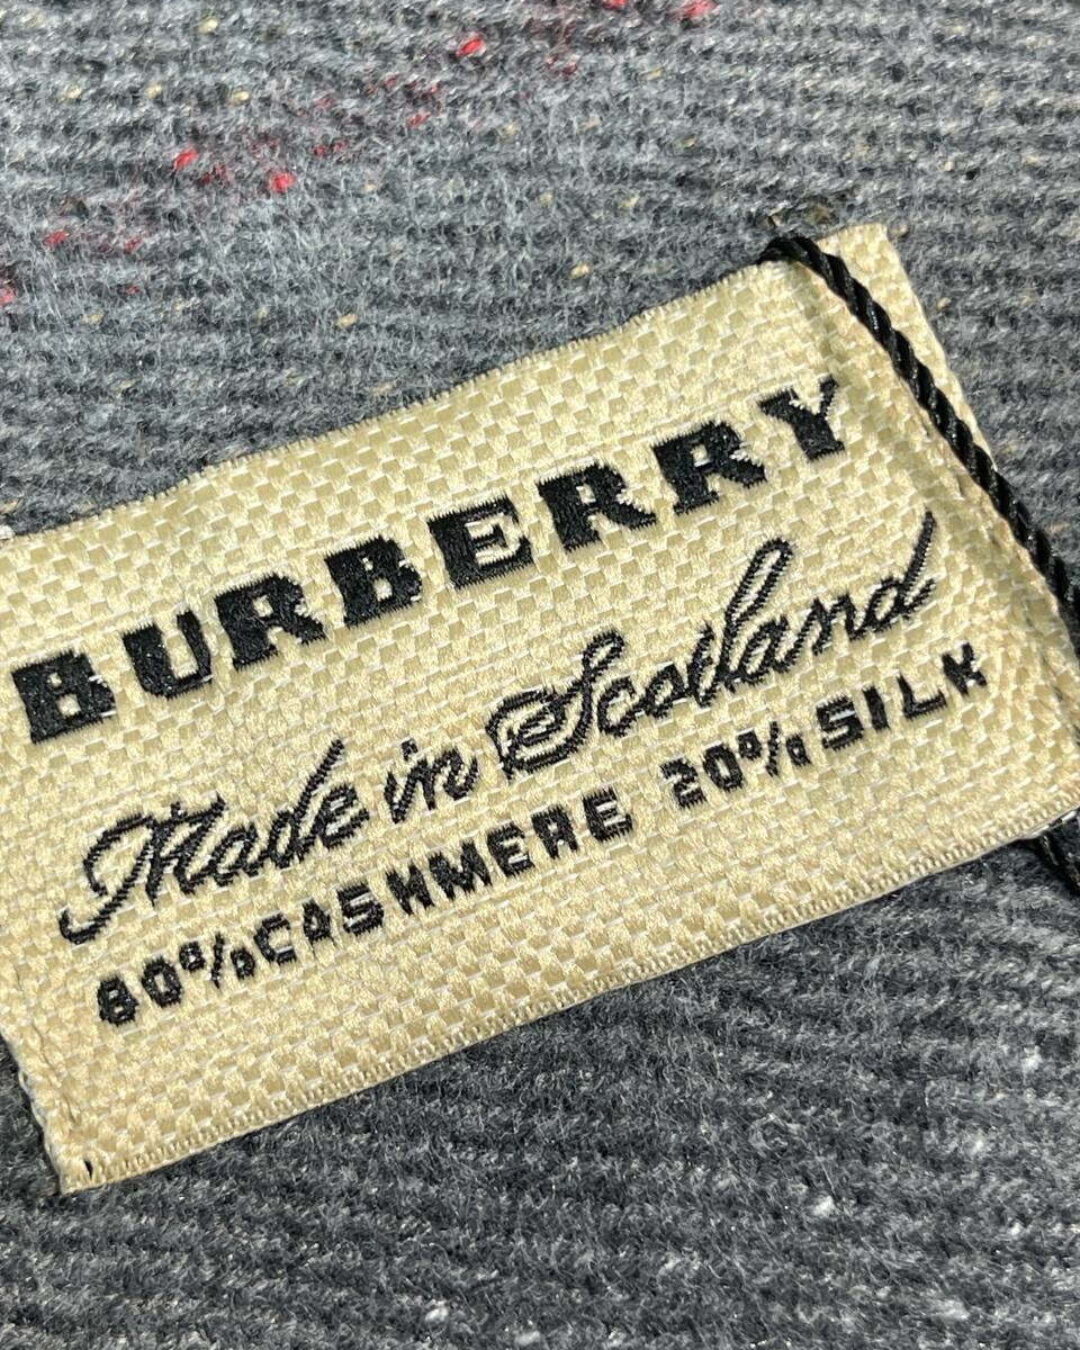 BURBERRY
Made in Scotland
80% CASHMERE 20% SILK